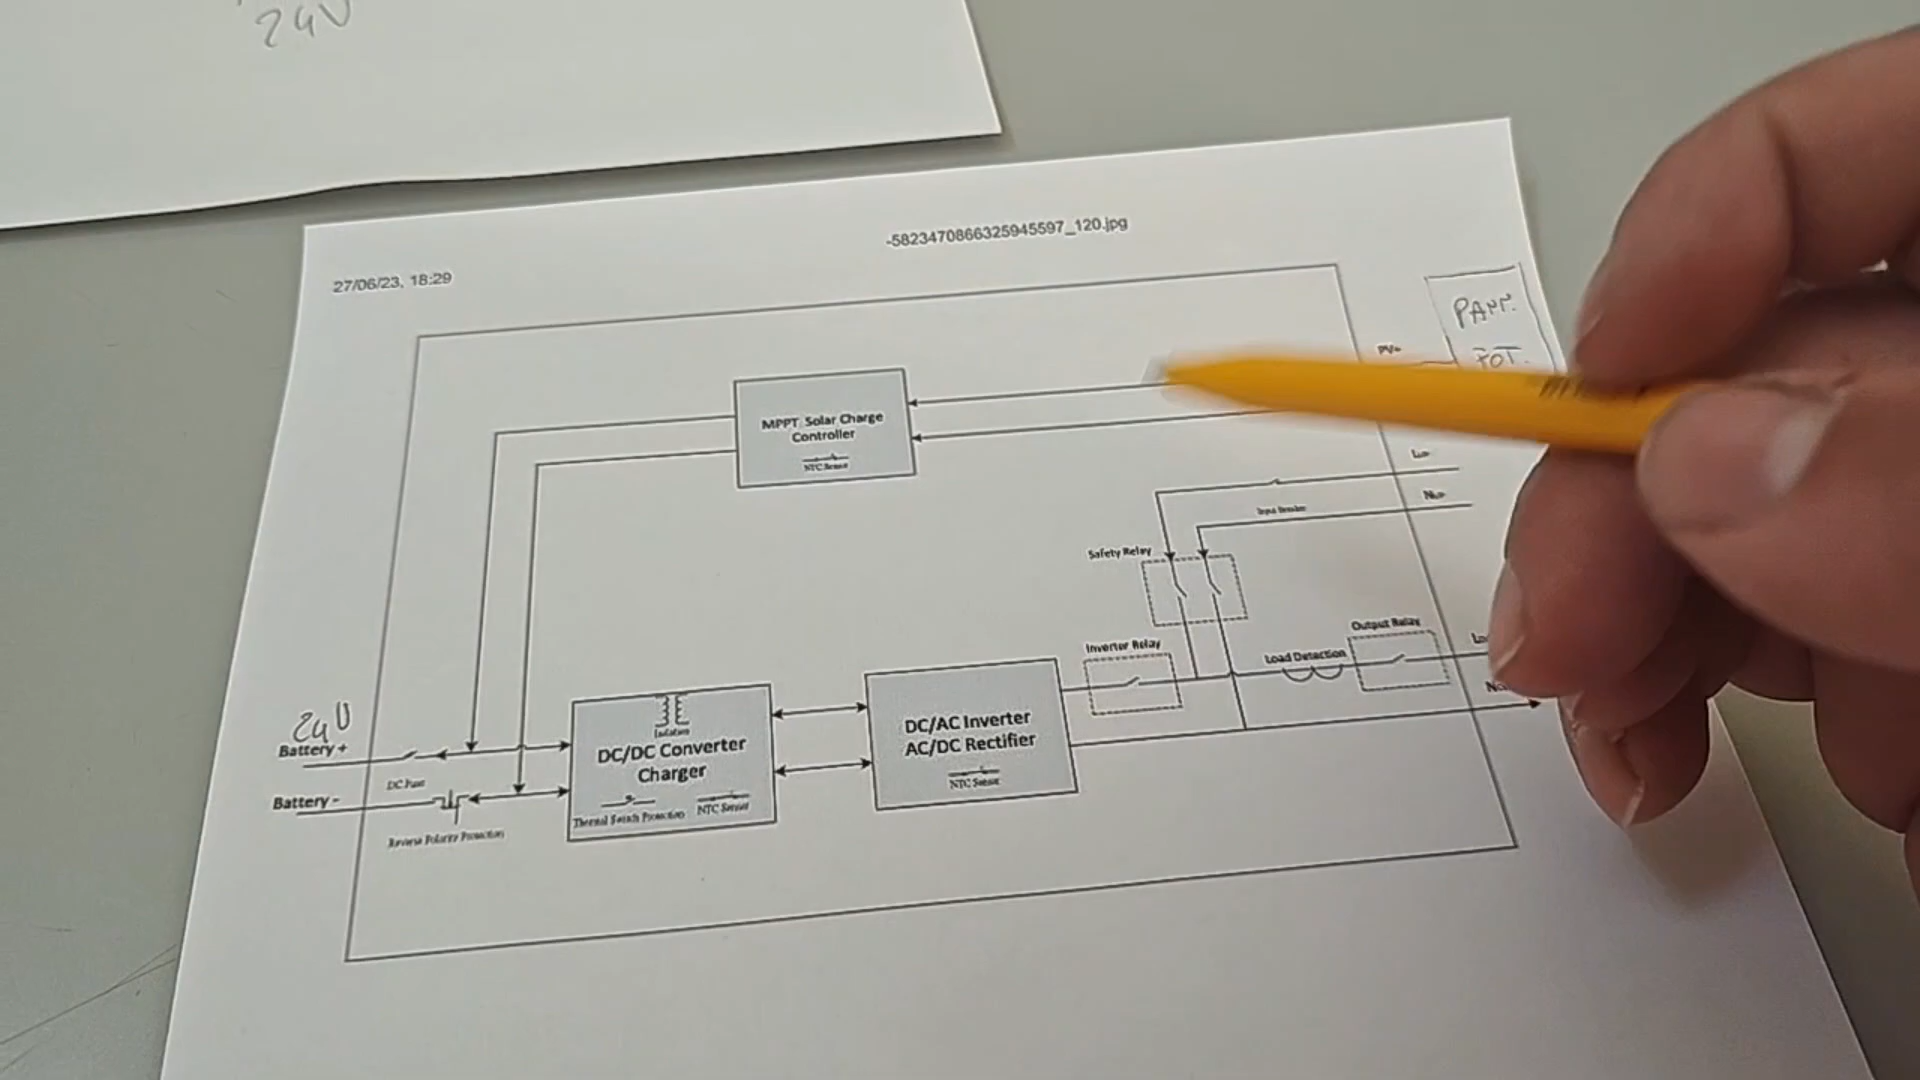 24V
-5823470866325945597_120.jpg
27/06/23, 18:29
PANN.
FOT.
PV+
MPPT Solar Charge
Controller
NTC Sensor
Input Breaker
Safety Relay
Output Relay
Inverter Relay
Load Detection
24V
Battery +
DC Fuse
Battery -
Reverse Polarity Protection
Isolation
DC/DC Converter
Charger
Thermal Switch Protection
NTC Sensor
DC/AC Inverter
AC/DC Rectifier
NTC Sensor